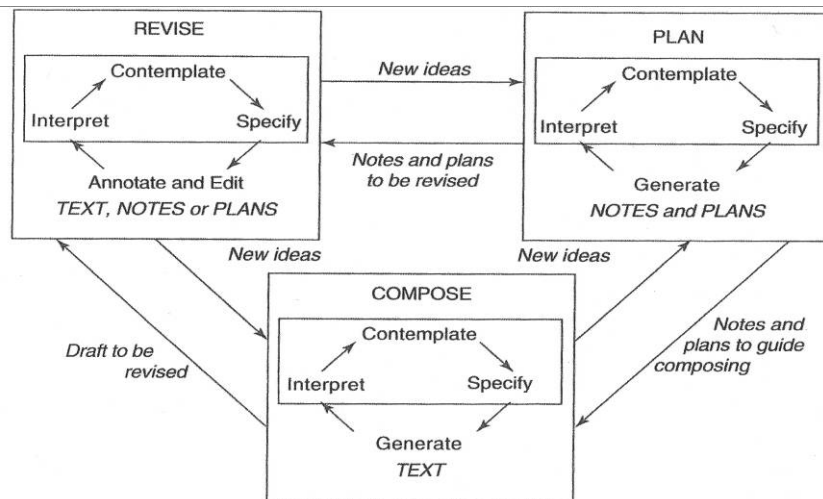 REVISE
Contemplate
Interpret
Specify
Annotate and Edit
TEXT, NOTES or PLANS
New ideas
Notes and plans
to be revised
PLAN
Contemplate
Interpret
Specify
Generate
NOTES and PLANS
New ideas
New ideas
Draft to be
revised
COMPOSE
Contemplate
Interpret
Specify
Generate
TEXT
Notes and
plans to guide
composing